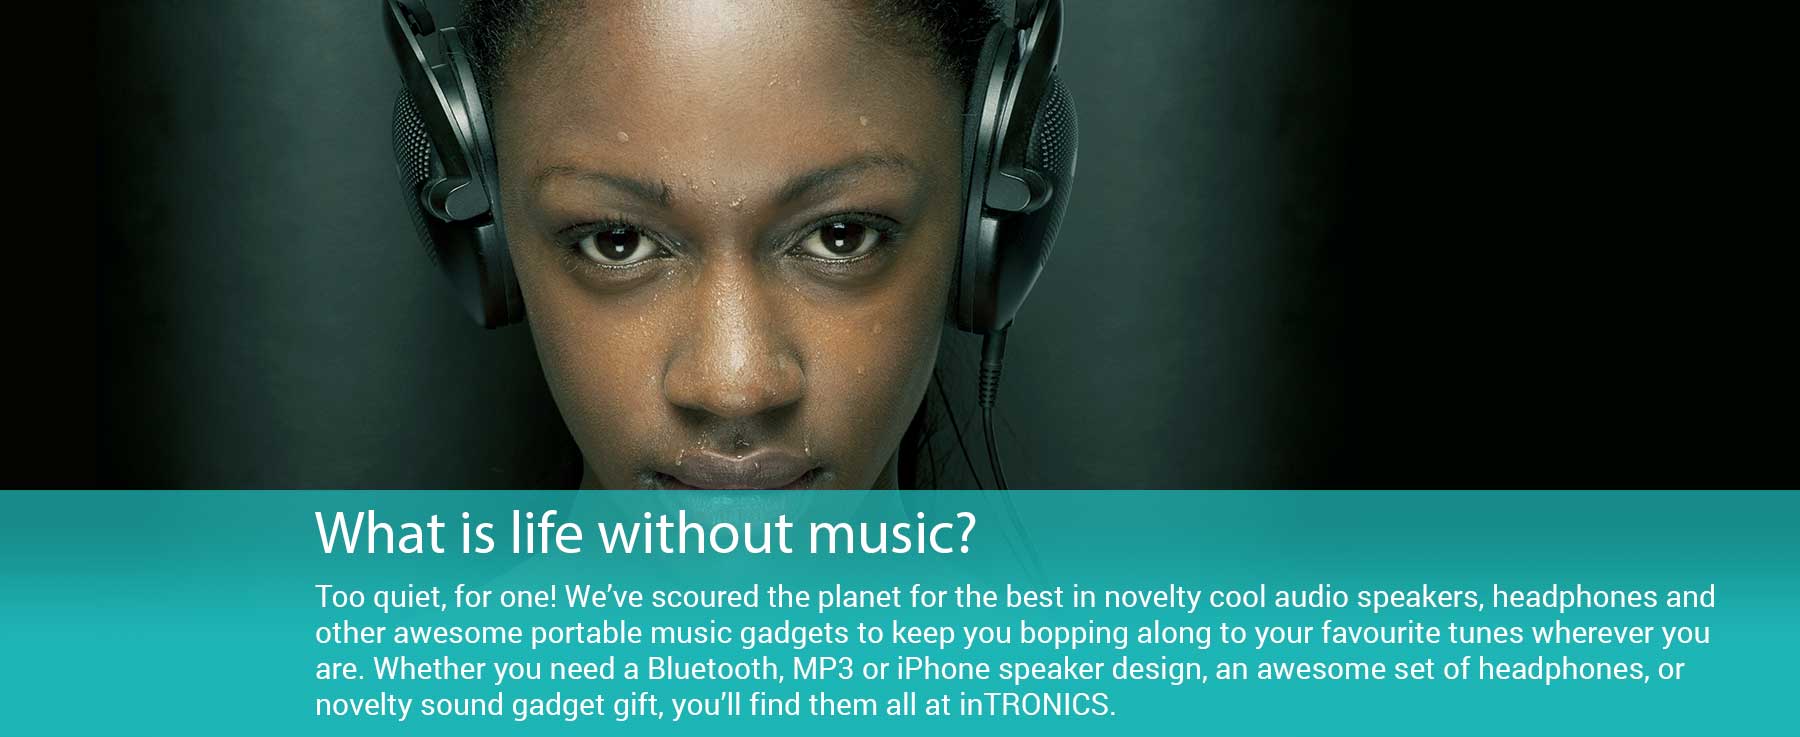 What is life without music?
Too quiet, for one! We’ve scoured the planet for the best in novelty cool audio speakers, headphones and
other awesome portable music gadgets to keep you bopping along to your favourite tunes wherever you
are. Whether you need a Bluetooth, MP3 or iPhone speaker design, an awesome set of headphones, or
novelty sound gadget gift, you’ll find them all at inTRONICS.